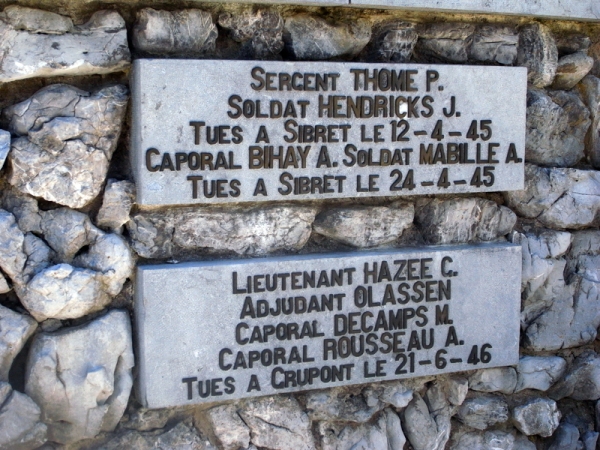 SERGENT THOME P.
SOLDAT HENDRICKS J.
TUES A SIBRET LE 12-4-45
CAPORAL BIHAY A. SOLDAT MABILLE A.
TUES A SIBRET LE 24-4-45
LIEUTENANT HAZEE G.
ADJUDANT OLASSEN
CAPORAL DECAMPS M.
CAPORAL ROUSSEAU A.
TUES A GRUPONT LE 21-6-46